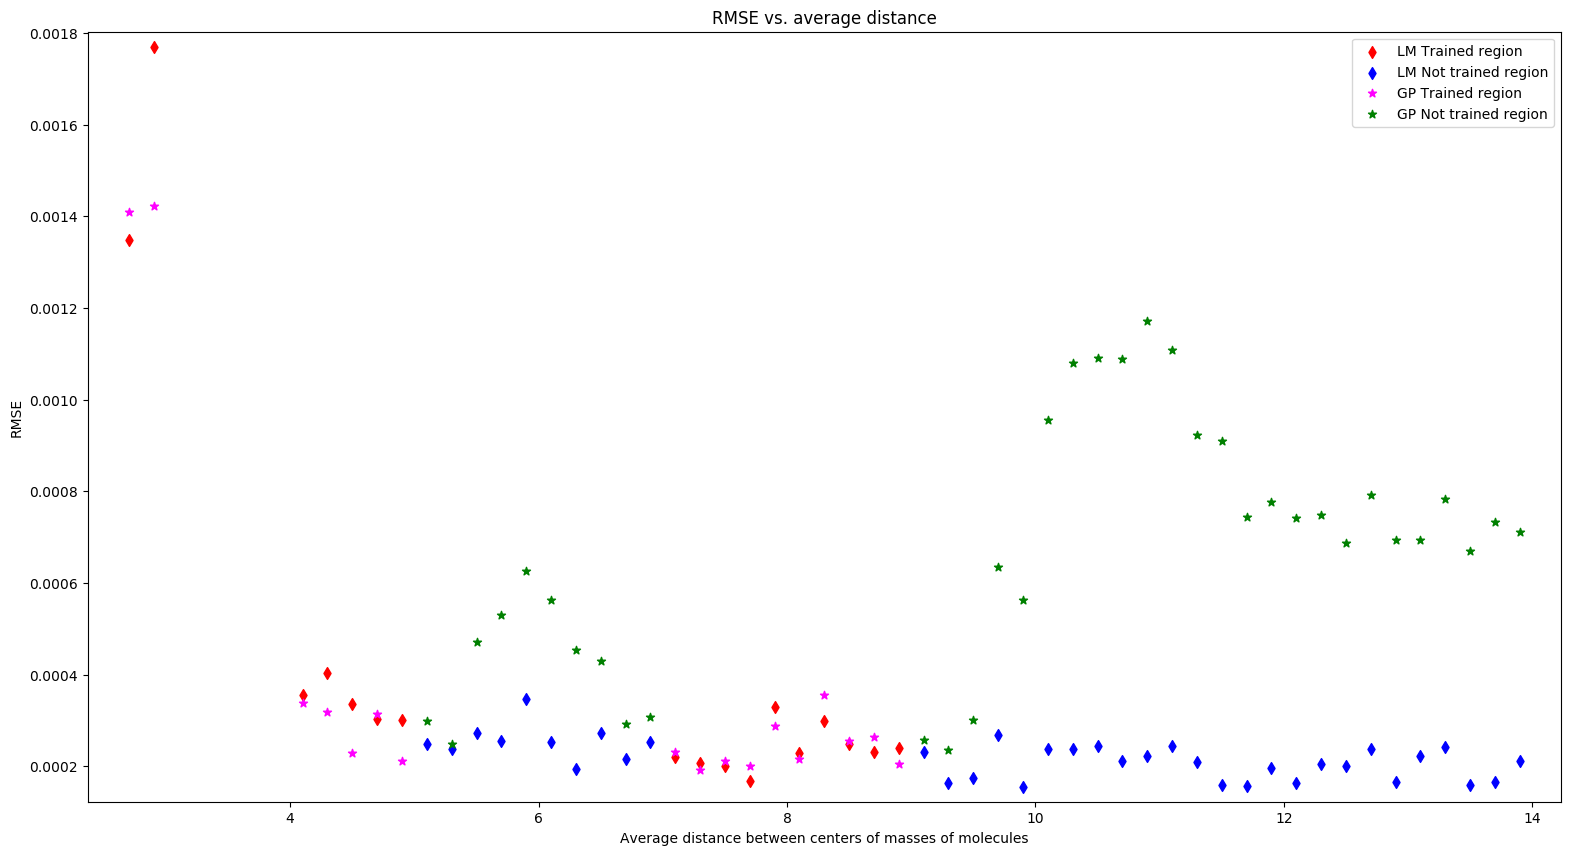 RMSE vs. average distance
LM Trained region
LM Not trained region
GP Trained region
GP Not trained region
RMSE
0.0018
0.0016
0.0014
0.0012
0.0010
0.0008
0.0006
0.0004
0.0002
4
6
8
10
12
14
Average distance between centers of masses of molecules